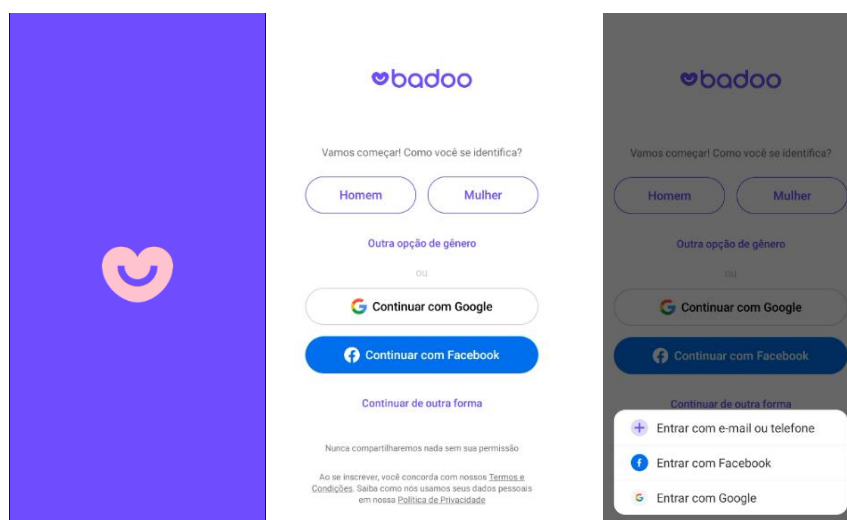 badoo
Vamos começar! Como você se identifica?
Homem
Mulher
Outra opção de gênero
ou
Continuar com Google
Continuar com Facebook
Continuar de outra forma
Nunca compartilharemos nada sem sua permissão
Ao se inscrever, você concorda com nossos Termos e
Condições. Saiba como nós usamos seus dados pessoais
em nossa Política de Privacidade
badoo
Vamos começar! Como você se identifica?
Homem
Mulher
Outra opção de gênero
ou
Continuar com Google
Continuar com Facebook
Continuar de outra forma
Entrar com e-mail ou telefone
Entrar com Facebook
Entrar com Google